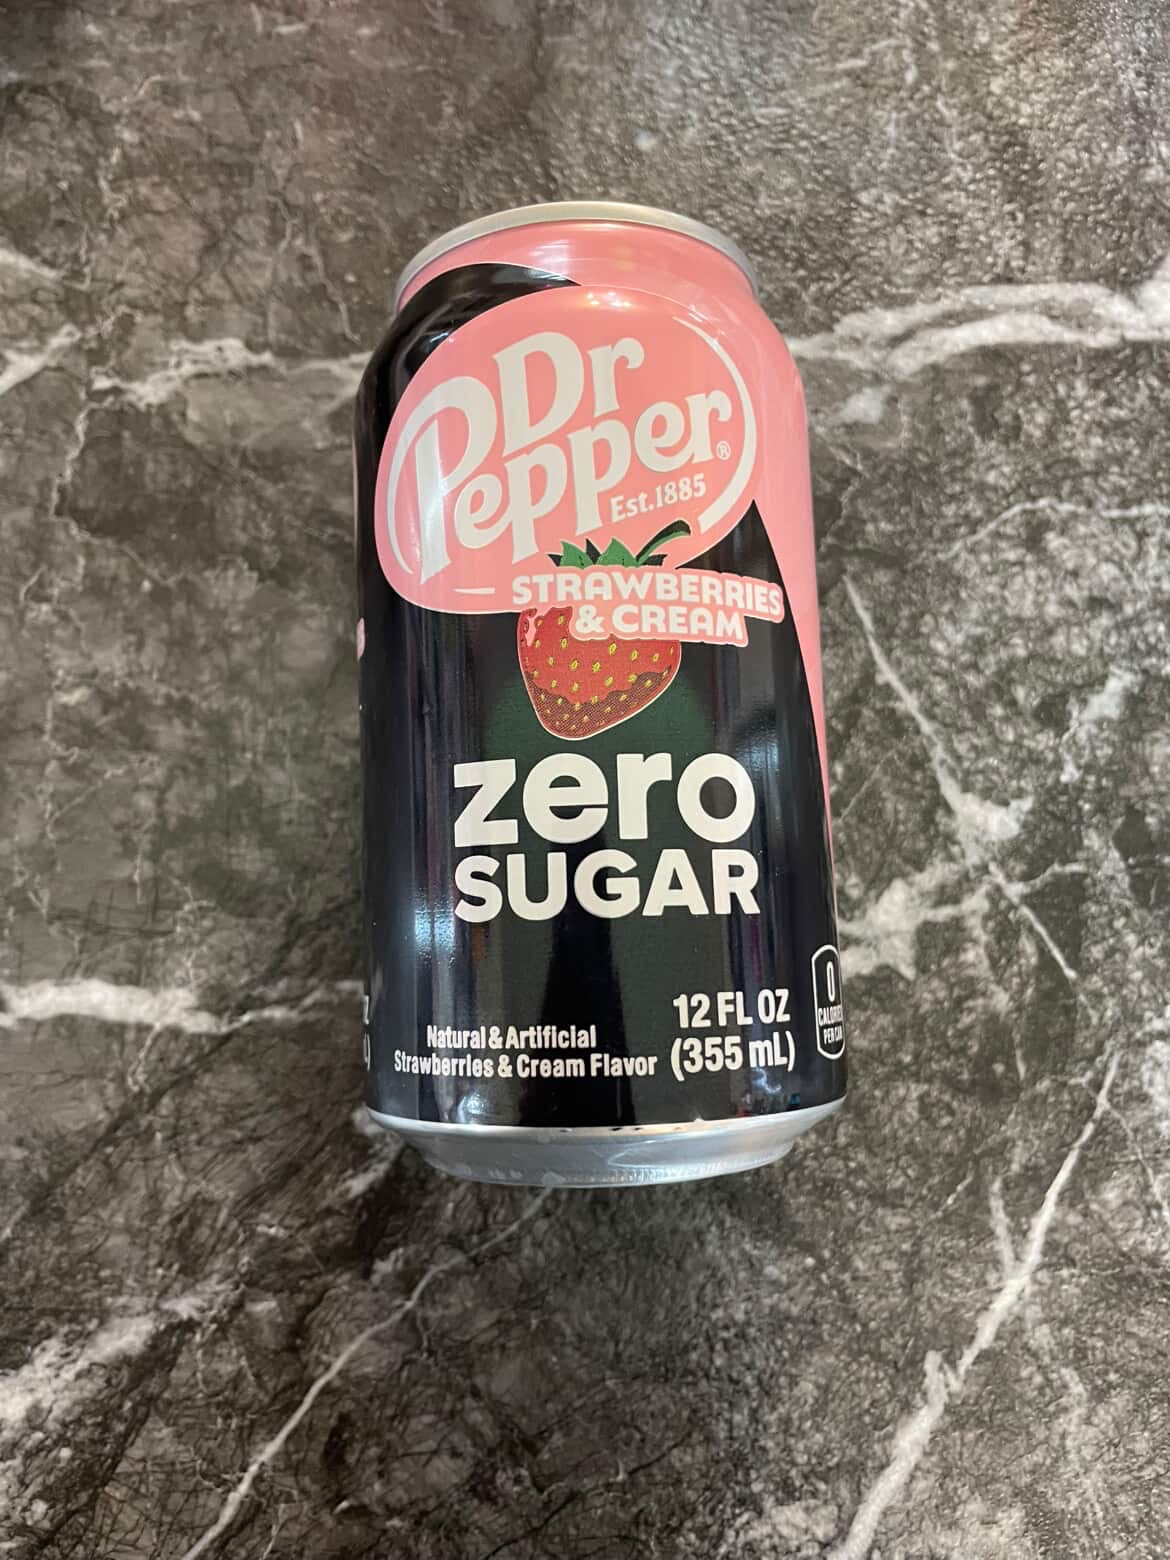 Dr
Pepper®
Est.1885
STRAWBERRIES
& CREAM
zero
SUGAR
Natural & Artificial
Strawberries & Cream Flavor
12 FL OZ
(355 mL)
0
CALORIES
PER CAN